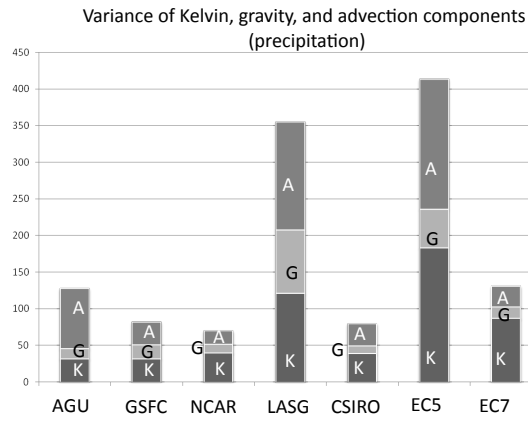 Variance of Kelvin, gravity, and advection components
(precipitation)
450
400
350
300
250
200
150
100
50
0
A
G
K
A
G
K
A
G
K
A
G
K
A
G
K
A
G
K
A
G
K
AGU GSFC NCAR LASG CSIRO EC5 EC7